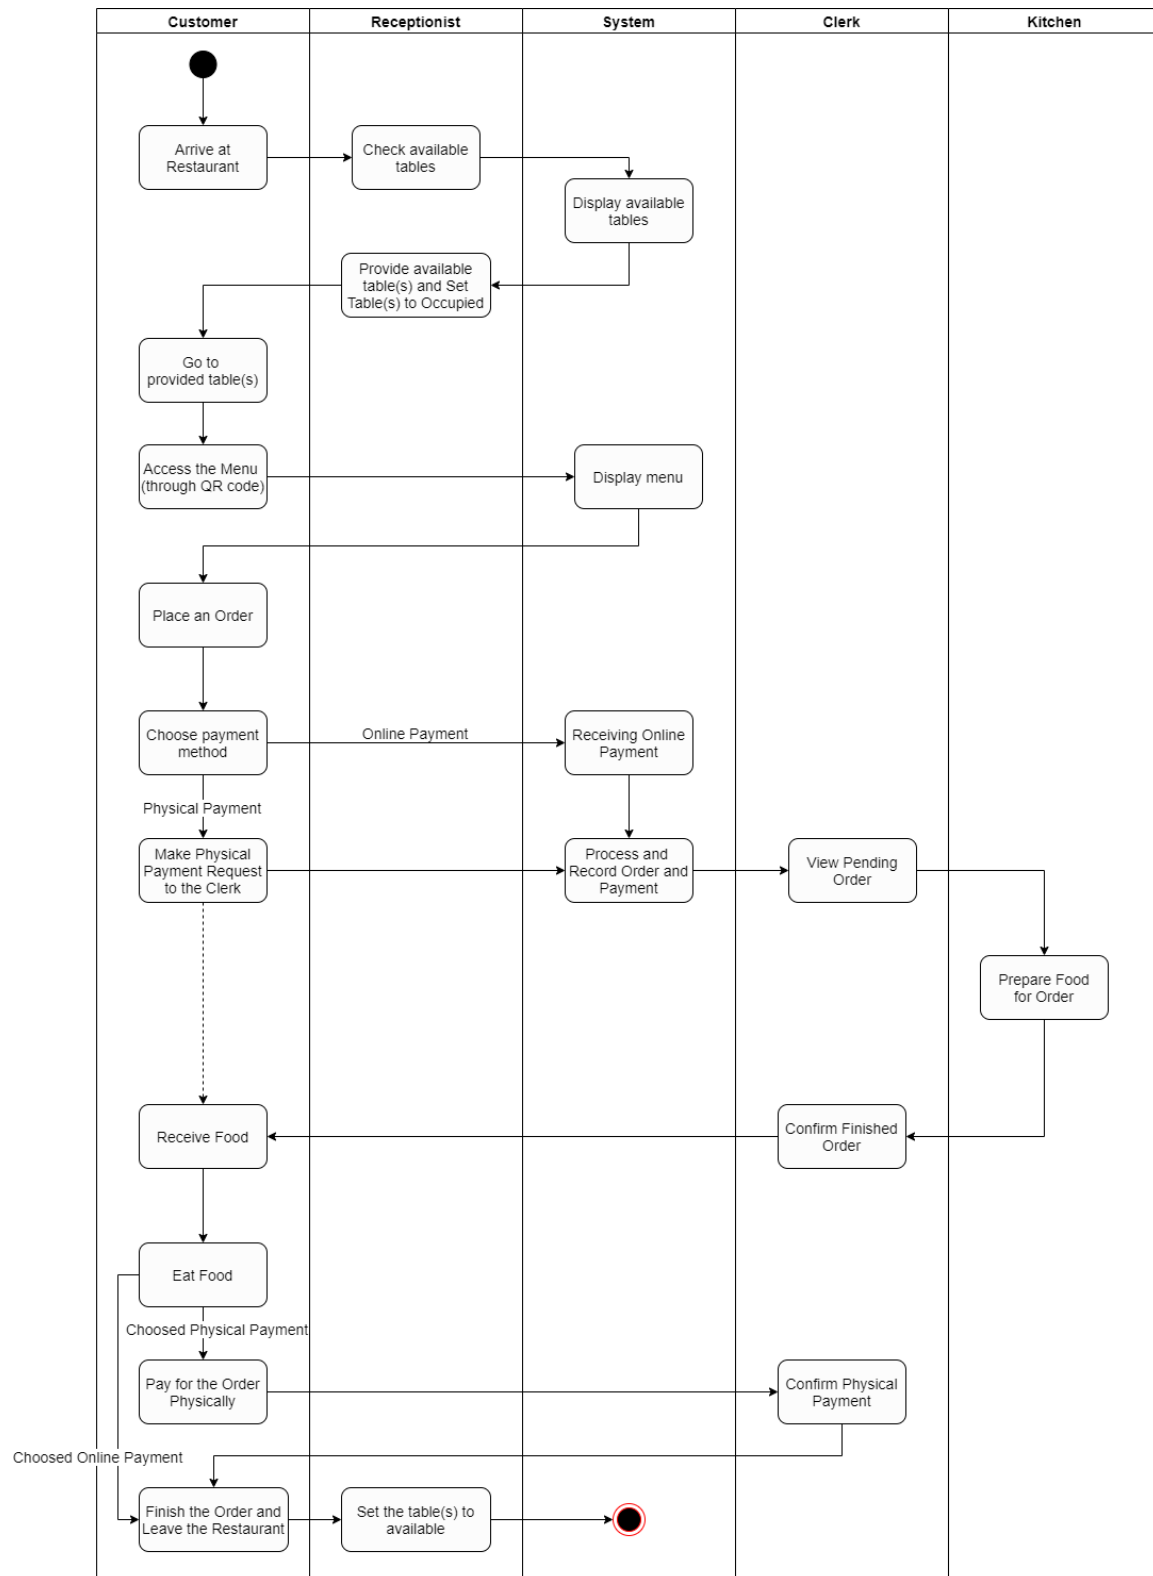 Customer
Receptionist
System
Clerk
Kitchen
Arrive at
Restaurant
Check available
tables
Display available
tables
Provide available
table(s) and Set
Table(s) to Occupied
Go to
provided table(s)
Access the Menu
(through QR code)
Display menu
Place an Order
Choose payment
method
Online Payment
Receiving Online
Payment
Physical Payment
Make Physical
Payment Request
to the Clerk
Process and
Record Order and
Payment
View Pending
Order
Prepare Food
for Order
Receive Food
Confirm Finished
Order
Eat Food
Choosed Physical Payment
Pay for the Order
Physically
Confirm Physical
Payment
Choosed Online Payment
Finish the Order and
Leave the Restaurant
Set the table(s) to
available